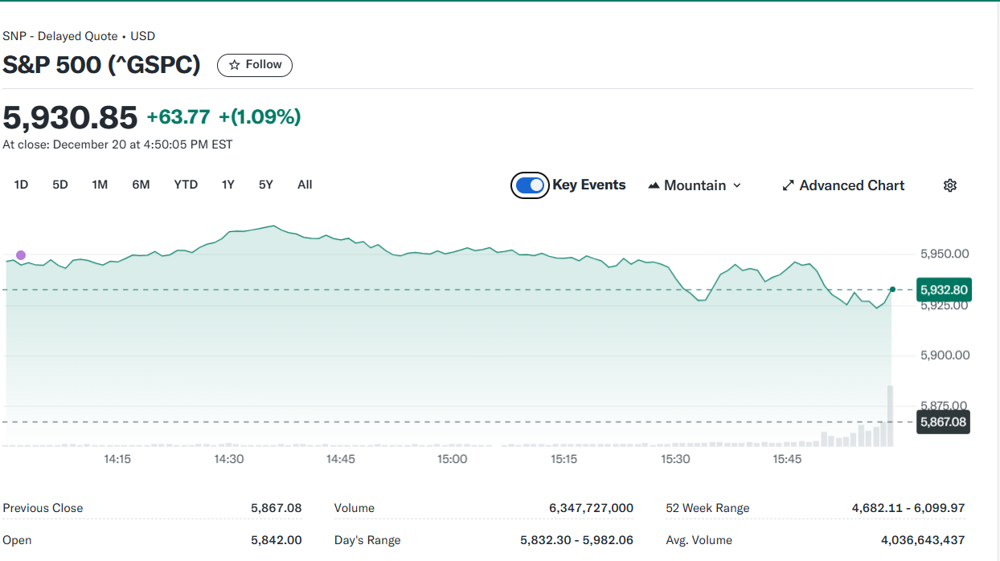 SNP - Delayed Quote • USD
S&P 500 (^GSPC)
Follow
5,930.85 +63.77 +(1.09%)
At close: December 20 at 4:50:05 PM EST
1D 5D 1M 6M YTD 1Y 5Y All
Key Events Mountain Advanced Chart
5,950.00
5,932.80
5,925.00
5,900.00
5,875.00
5,867.08
14:15 14:30 14:45 15:00 15:15 15:30 15:45
Previous Close 5,867.08 Volume 6,347,727,000 52 Week Range 4,682.11 - 6,099.97
Open 5,842.00 Day's Range 5,832.30 - 5,982.06 Avg. Volume 4,036,643,437